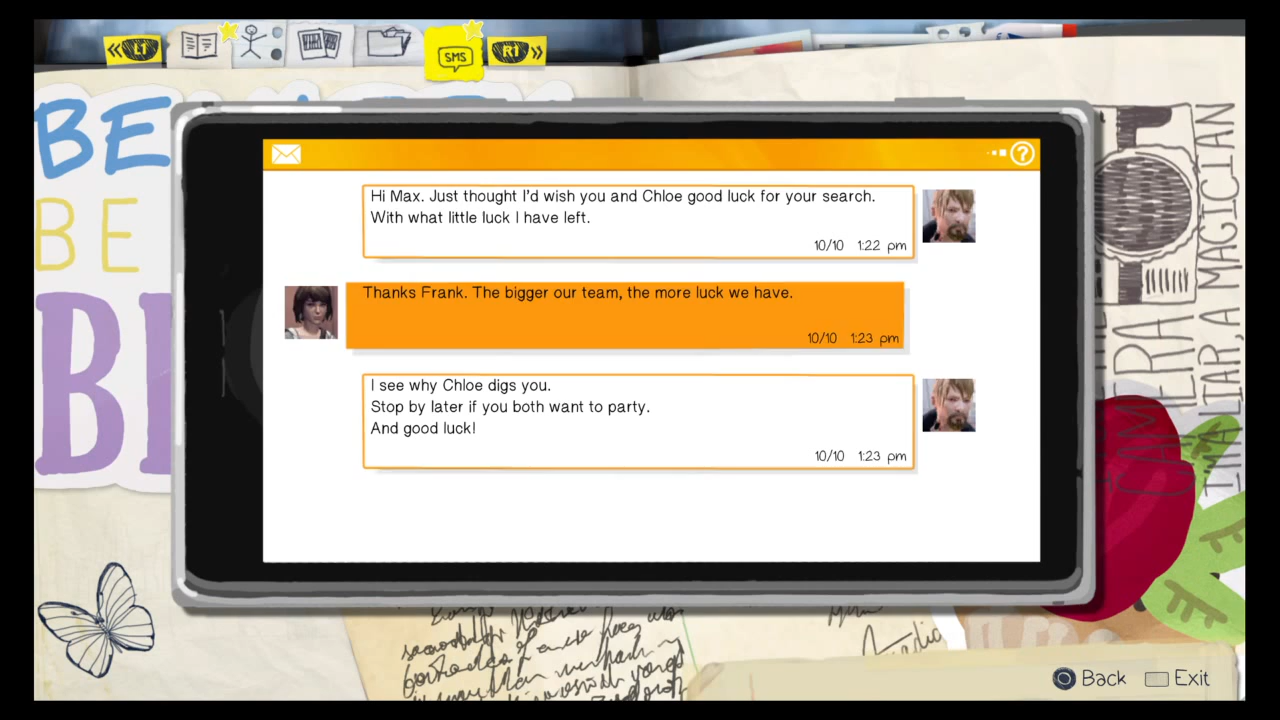 L1
SMS
R1
BE
BE
Hi Max. Just thought I'd wish you and Chloe good luck for your search.
With what little luck I have left.
10/10 1:22 pm
Thanks Frank. The bigger our team, the more luck we have.
10/10 1:23 pm
I see why Chloe digs you.
Stop by later if you both want to party.
And good luck!
10/10 1:23 pm
CAMERA
I'M A LIAR, A MAGICIAN
Back
Exit